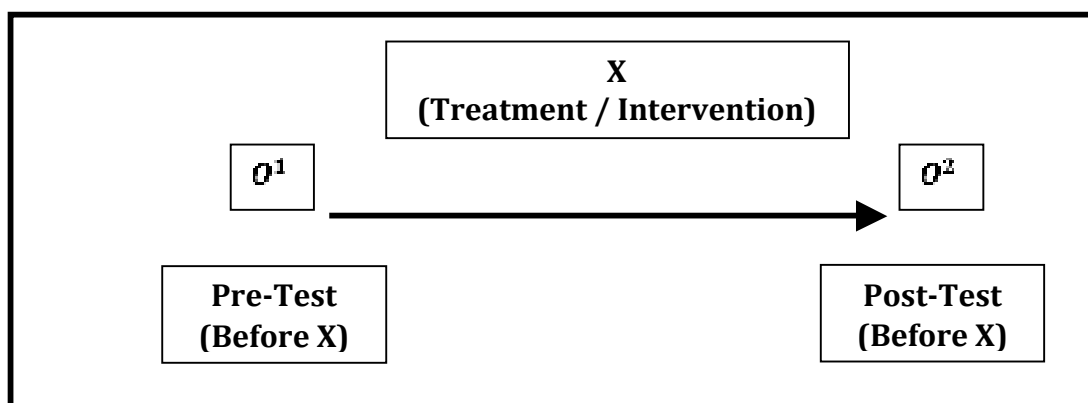 X
(Treatment / Intervention)
O¹
O²
Pre-Test
(Before X)
Post-Test
(Before X)